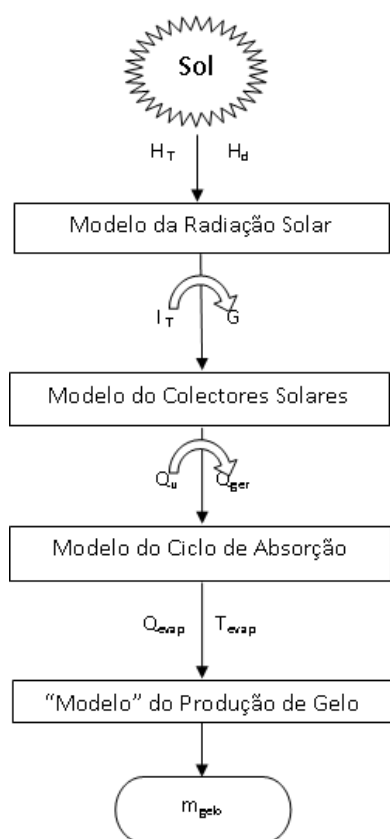 Sol
H_T H_d
Modelo da Radiação Solar
I_T G
Modelo do Colectores Solares
Q_u Q_ger
Modelo do Ciclo de Absorção
Q_evap T_evap
“Modelo” do Produção de Gelo
m_gelo